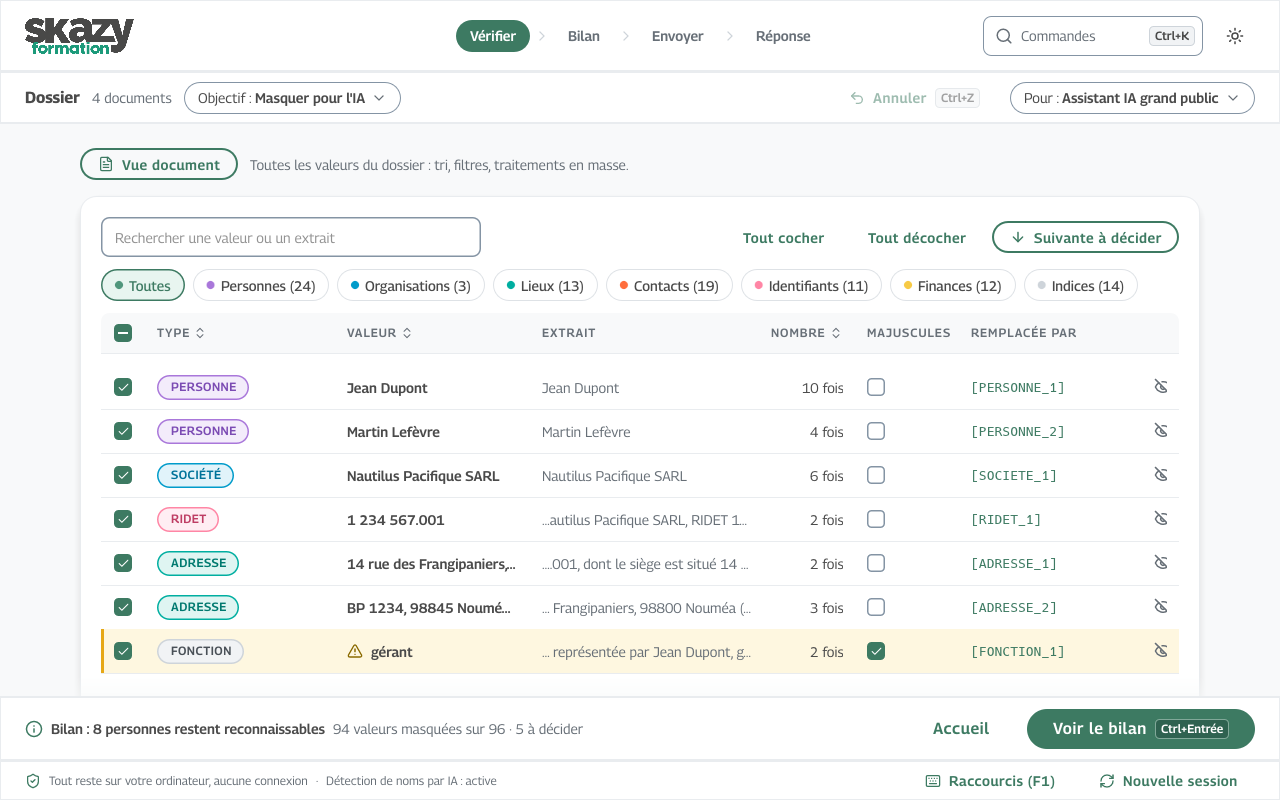 skazy
formation
Vérifier
Bilan
Envoyer
Réponse
Commandes
Ctrl+K
Dossier
4 documents
Objectif : Masquer pour l'IA
Annuler
Ctrl+Z
Pour : Assistant IA grand public
Vue document
Toutes les valeurs du dossier : tri, filtres, traitements en masse.
Rechercher une valeur ou un extrait
Tout cocher
Tout décocher
Suivante à décider
Toutes
Personnes (24)
Organisations (3)
Lieux (13)
Contacts (19)
Identifiants (11)
Finances (12)
Indices (14)
TYPE
VALEUR
EXTRAIT
NOMBRE
MAJUSCULES
REMPLACÉE PAR
PERSONNE
Jean Dupont
Jean Dupont
10 fois
[PERSONNE_1]
PERSONNE
Martin Lefèvre
Martin Lefèvre
4 fois
[PERSONNE_2]
SOCIÉTÉ
Nautilus Pacifique SARL
Nautilus Pacifique SARL
6 fois
[SOCIETE_1]
RIDET
1 234 567.001
...autilus Pacifique SARL, RIDET 1...
2 fois
[RIDET_1]
ADRESSE
14 rue des Frangipaniers,...
....001, dont le siège est situé 14 ...
2 fois
[ADRESSE_1]
ADRESSE
BP 1234, 98845 Noumé...
... Frangipaniers, 98800 Nouméa (...
3 fois
[ADRESSE_2]
FONCTION
gérant
... représentée par Jean Dupont, g...
2 fois
[FONCTION_1]
Bilan : 8 personnes restent reconnaissables
94 valeurs masquées sur 96 · 5 à décider
Accueil
Voir le bilan
Ctrl+Entrée
Tout reste sur votre ordinateur, aucune connexion · Détection de noms par IA : active
Raccourcis (F1)
Nouvelle session